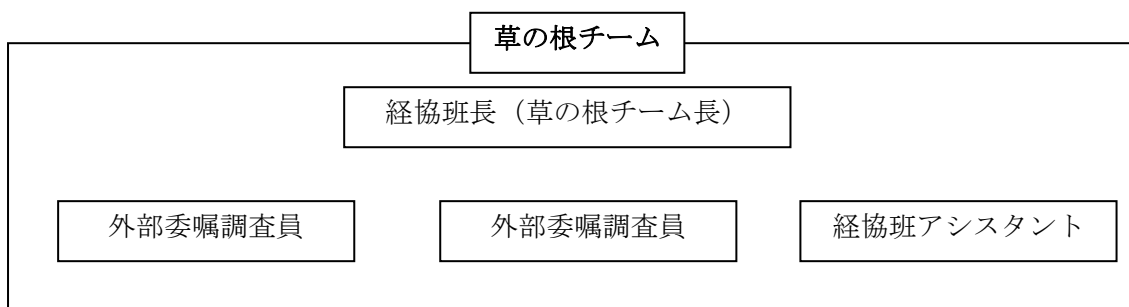 草の根チーム
経協班長（草の根チーム長）
外部委嘱調査員
外部委嘱調査員
経協班アシスタント